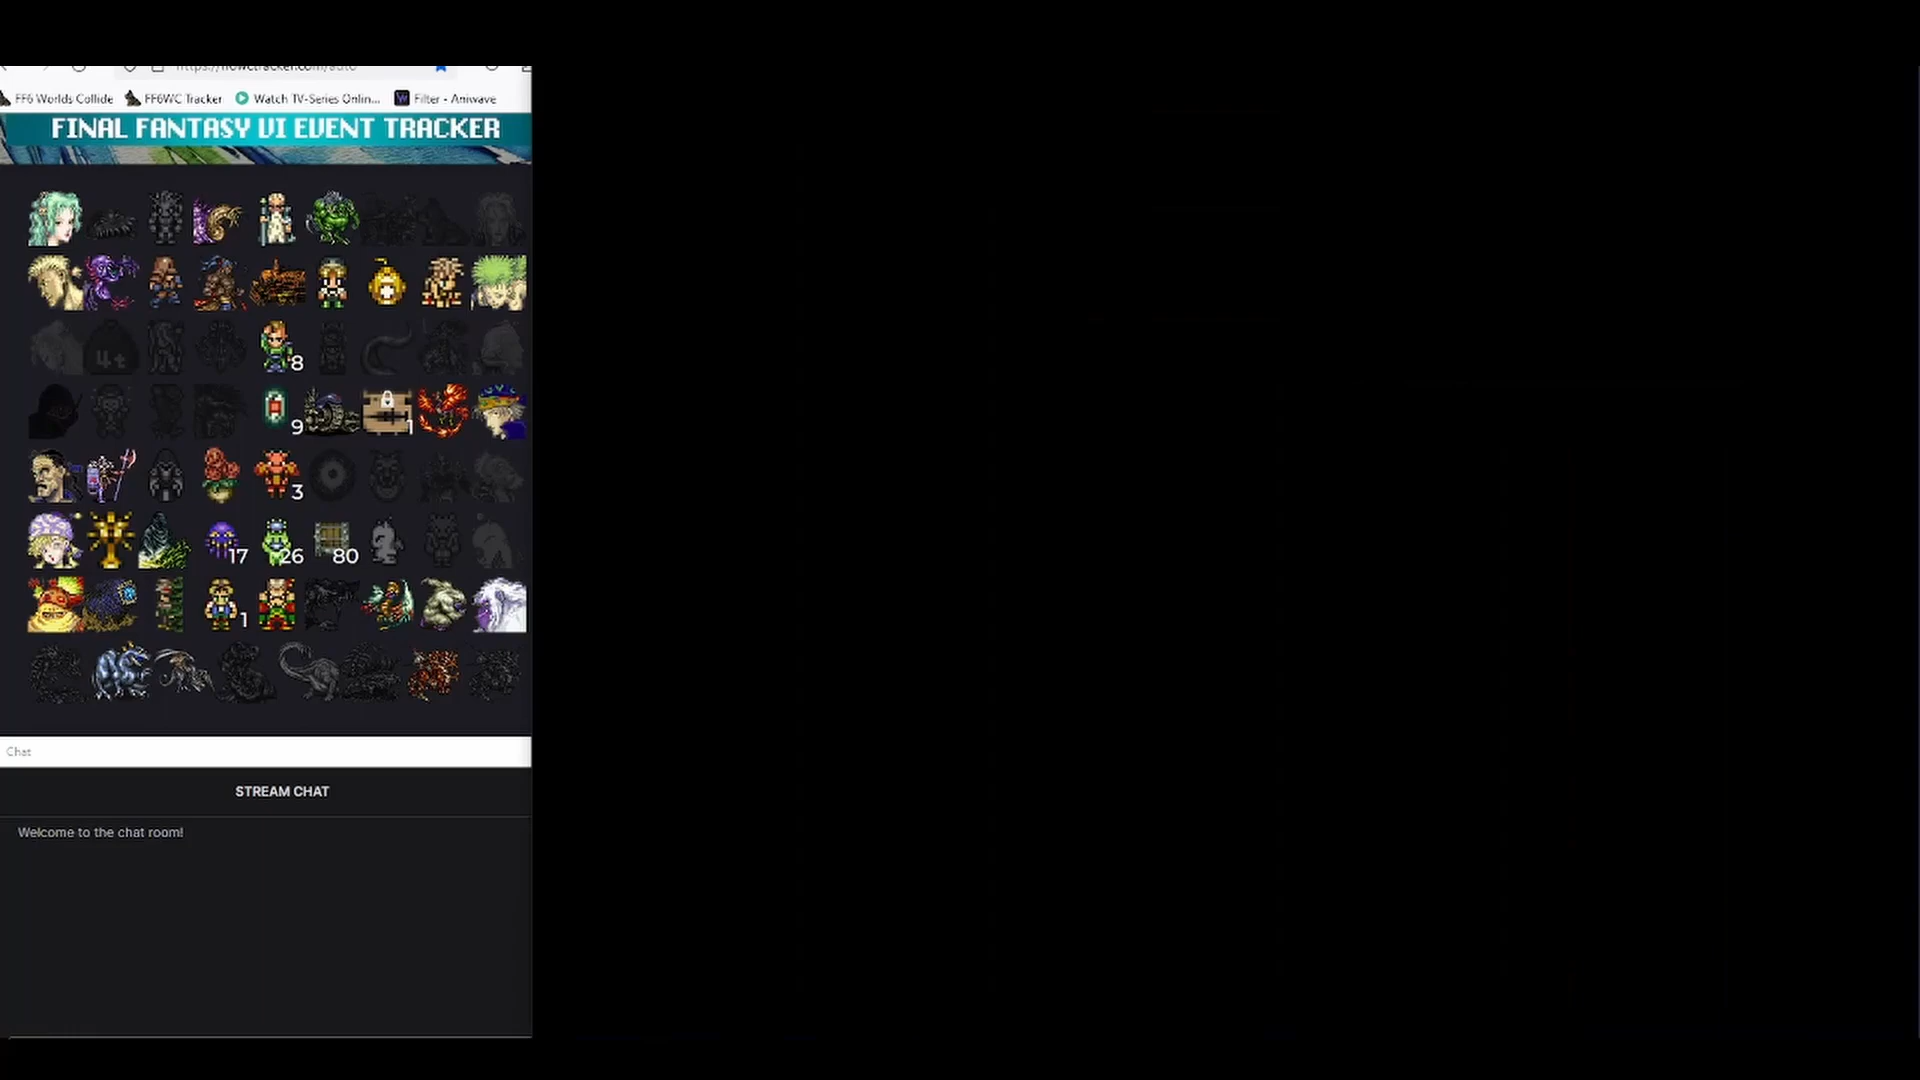 FF6 Worlds Collide FF6WC Tracker Watch TV-Series Onlin... Filter - Aniwave
FINAL FANTASY VI EVENT TRACKER
4+
8
9 1
3
17 26 80
1
Chat
STREAM CHAT
Welcome to the chat room!